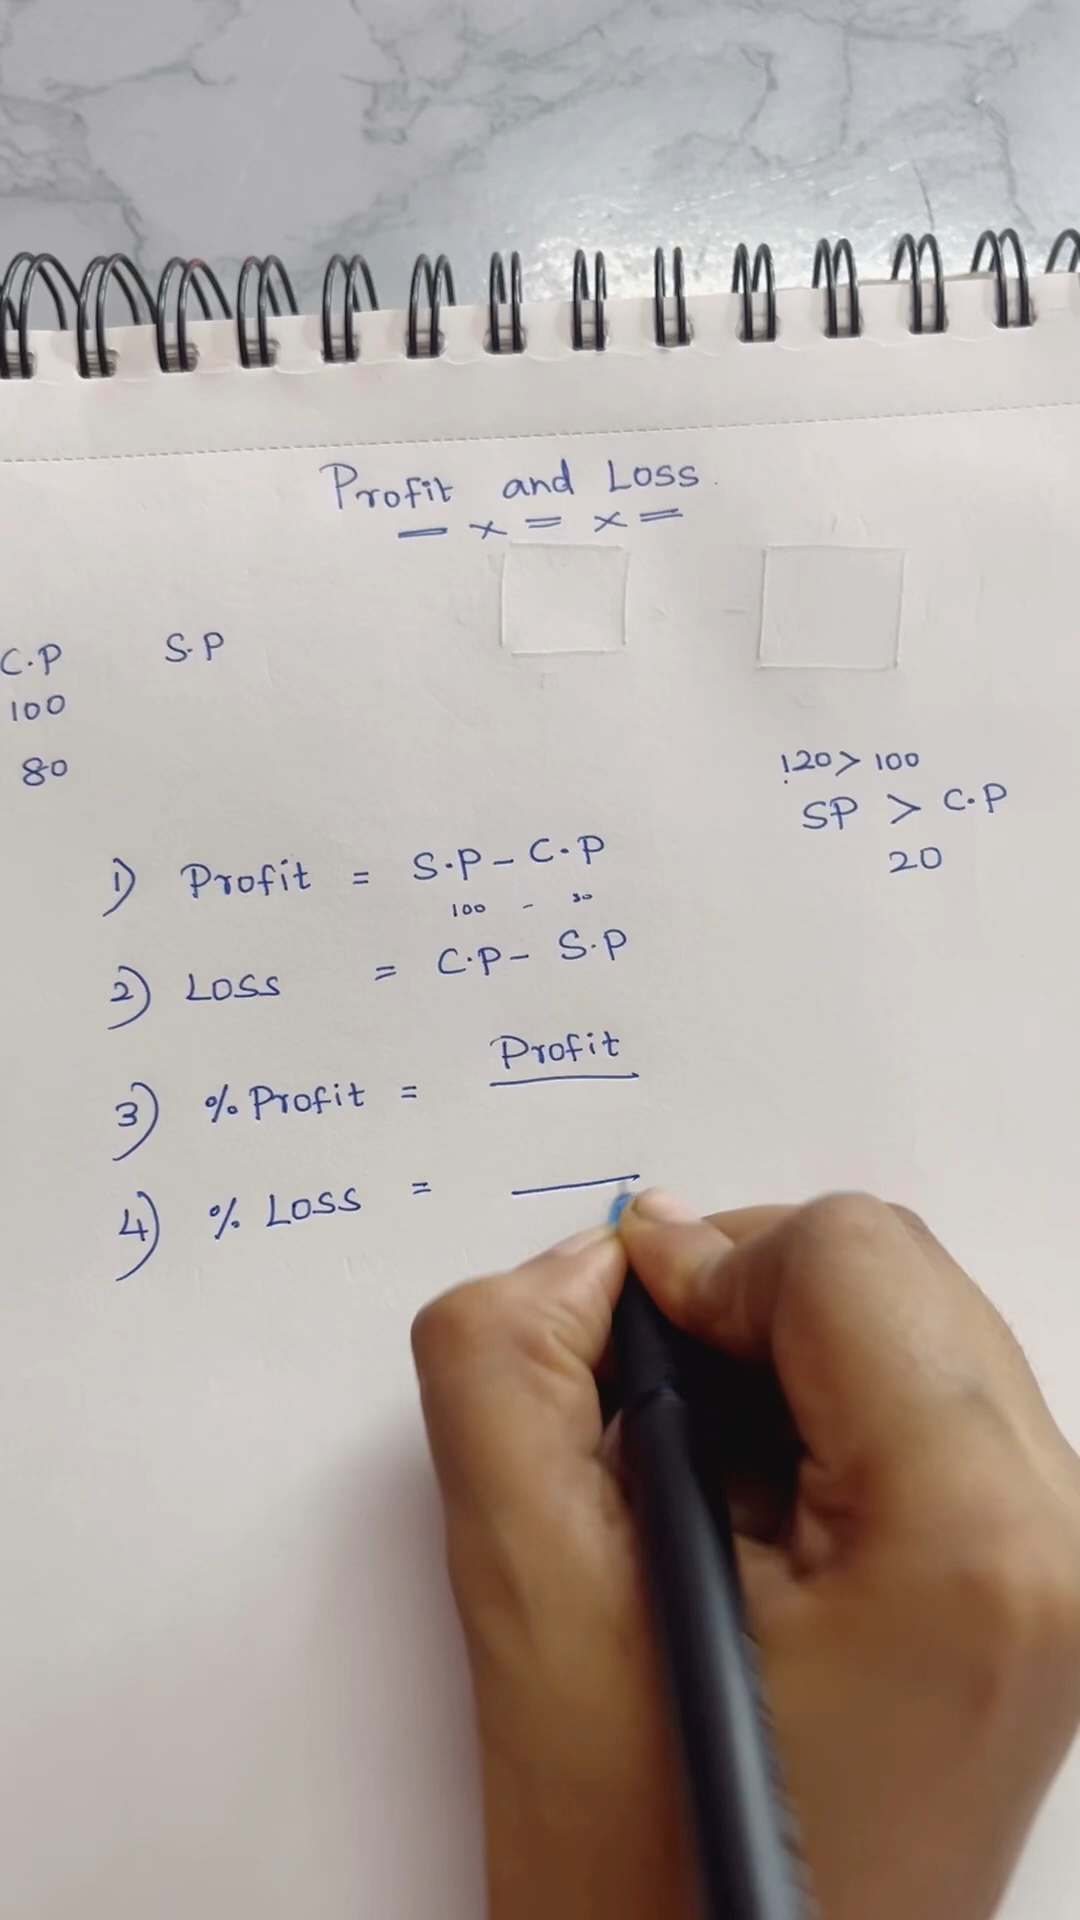 Profit and Loss.
C.P S.P
100
80
120 > 100
SP > C.P
20
1) Profit = S.P - C.P
100 -
2) Loss = C.P - S.P
3) % Profit = Profit
4) % Loss =